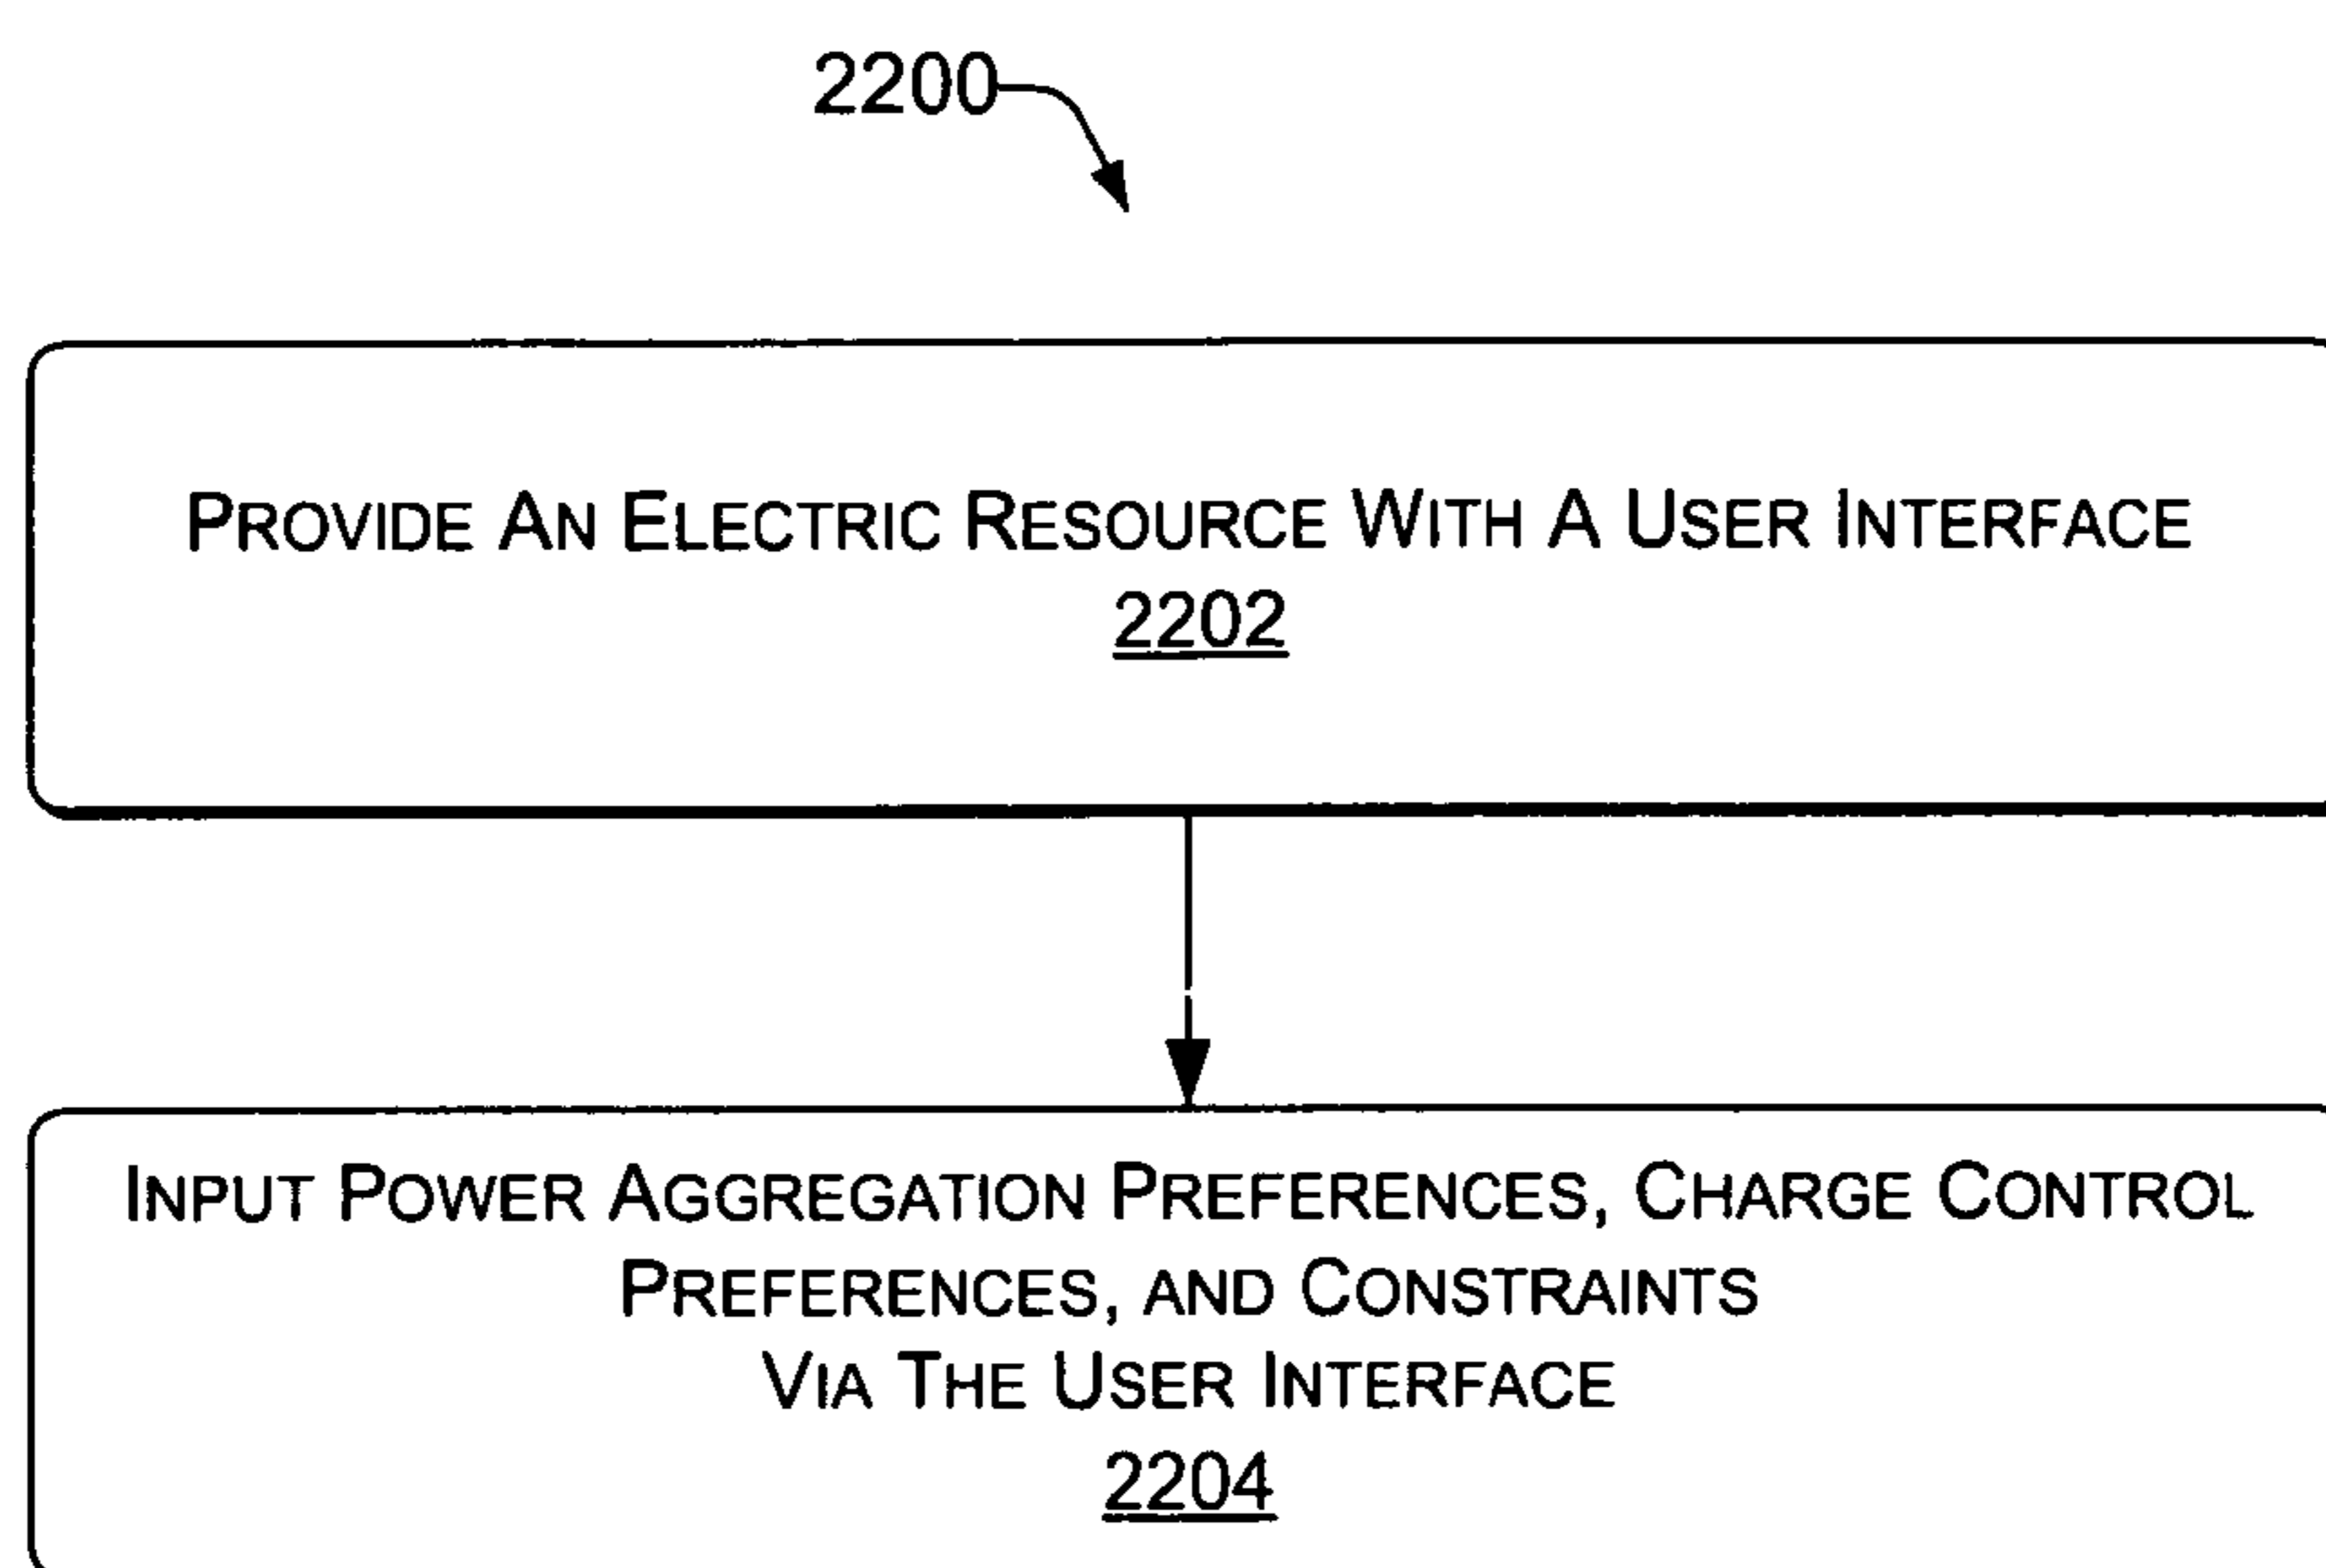 2200
PROVIDE AN ELECTRIC RESOURCE WITH A USER INTERFACE
2202
INPUT POWER AGGREGATION PREFERENCES, CHARGE CONTROL
PREFERENCES, AND CONSTRAINTS
VIA THE USER INTERFACE
2204